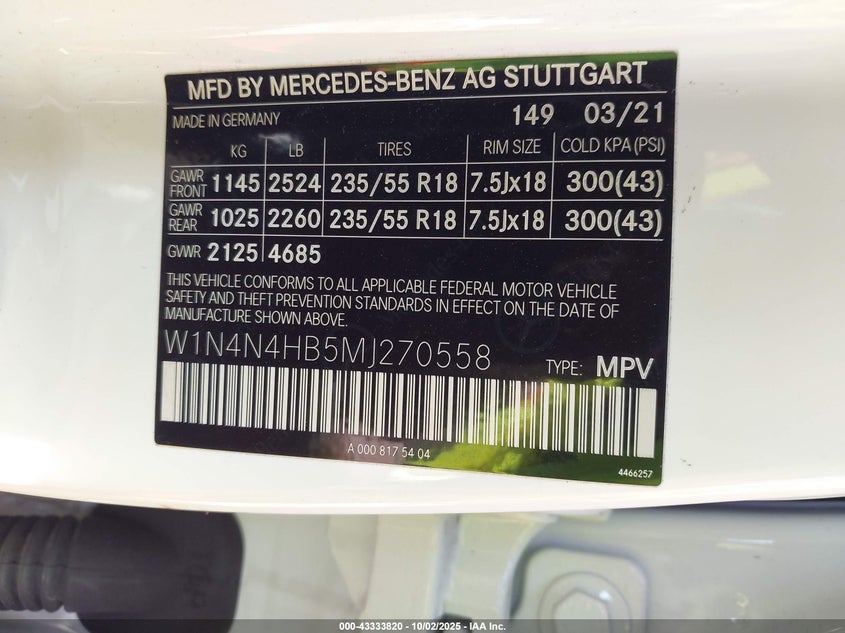 MFD BY MERCEDES-BENZ AG STUTTGART
MADE IN GERMANY 149 03/21
KG LB TIRES RIM SIZE COLD KPA (PSI)
GAWR FRONT 1145 2524 235/55 R18 7.5Jx18 300(43)
GAWR REAR 1025 2260 235/55 R18 7.5Jx18 300(43)
GVWR 2125 4685
THIS VEHICLE CONFORMS TO ALL APPLICABLE FEDERAL MOTOR VEHICLE
SAFETY AND THEFT PREVENTION STANDARDS IN EFFECT ON THE DATE OF
MANUFACTURE SHOWN ABOVE.
W1N4N4HB5MJ270558 TYPE: MPV
A 000 817 54 04
4466257
000-43333820 - 10/02/2025 - IAA Inc.